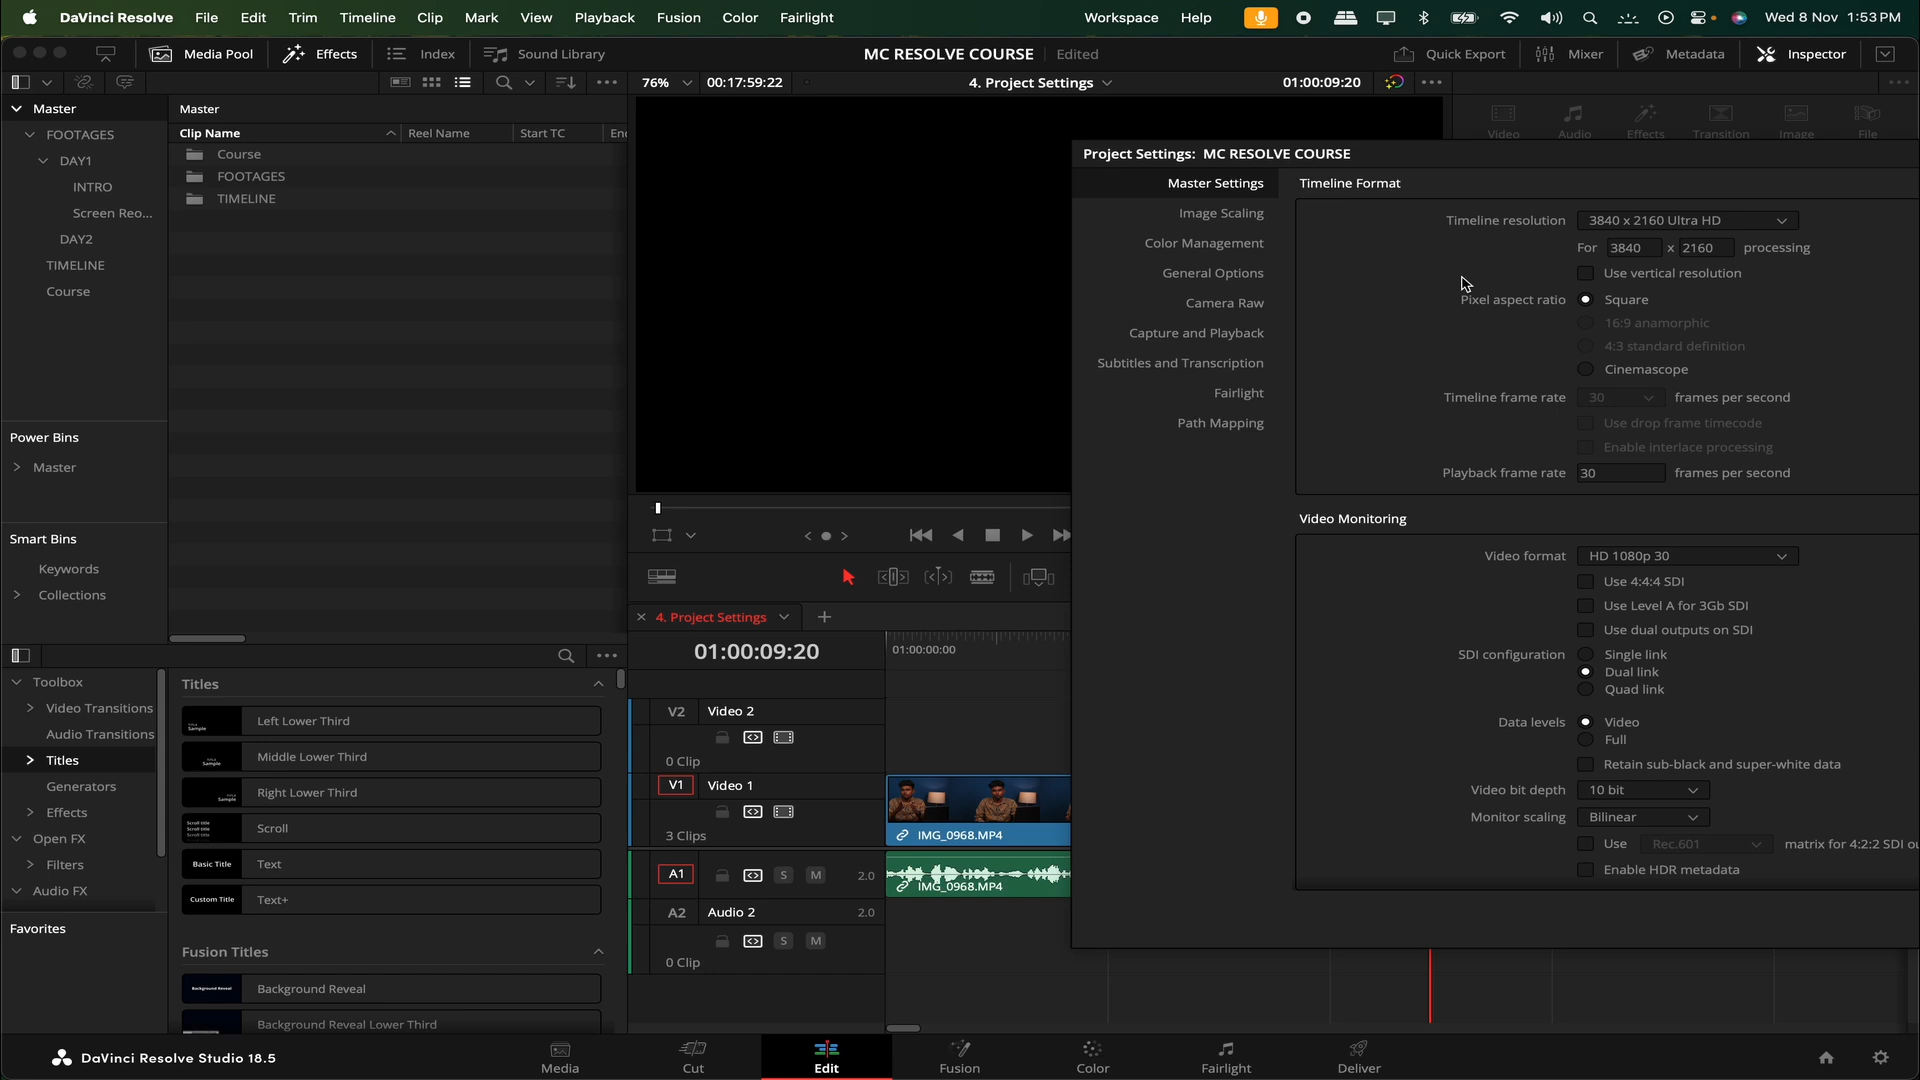 DaVinci Resolve File Edit Trim Timeline Clip Mark View Playback Fusion Color Fairlight Workspace Help Wed 8 Nov 1:53 PM
Media Pool Effects Index Sound Library MC RESOLVE COURSE Edited Quick Export Mixer Metadata Inspector
76% 00:17:59:22 4. Project Settings 01:00:09:20
Master
FOOTAGES
DAY1
INTRO
Screen Reo...
DAY2
TIMELINE
Course
Power Bins
Master
Smart Bins
Keywords
Collections
Master
Clip Name Reel Name Start TC
Course
FOOTAGES
TIMELINE
Video Audio Effects Transition Image File
Project Settings: MC RESOLVE COURSE
Master Settings
Image Scaling
Color Management
General Options
Camera Raw
Capture and Playback
Subtitles and Transcription
Fairlight
Path Mapping
Timeline Format
Timeline resolution 3840 x 2160 Ultra HD
For 3840 x 2160 processing
Use vertical resolution
Pixel aspect ratio Square
16:9 anamorphic
4:3 standard definition
Cinemascope
Timeline frame rate 30 frames per second
Use drop frame timecode
Enable interlace processing
Playback frame rate 30 frames per second
Video Monitoring
Video format HD 1080p 30
Use 4:4:4 SDI
Use Level A for 3Gb SDI
Use dual outputs on SDI
SDI configuration Single link
Dual link
Quad link
Data levels Video
Full
Retain sub-black and super-white data
Video bit depth 10 bit
Monitor scaling Bilinear
Use Rec.601 matrix for 4:2:2 SDI
Enable HDR metadata
Toolbox
Video Transitions
Audio Transitions
Titles
Generators
Effects
Open FX
Filters
Audio FX
Favorites
Titles
Left Lower Third
Middle Lower Third
Right Lower Third
Scroll
Basic Title Text
Custom Title Text+
Fusion Titles
Background Reveal Background Reveal
Background Reveal Lower Third
4. Project Settings
01:00:09:20 01:00:00:00
V2 Video 2
0 Clip
V1 Video 1
3 Clips IMG_0968.MP4
A1 S M 2.0 IMG_0968.MP4
A2 Audio 2 2.0
S M
0 Clip
DaVinci Resolve Studio 18.5 Media Cut Edit Fusion Color Fairlight Deliver